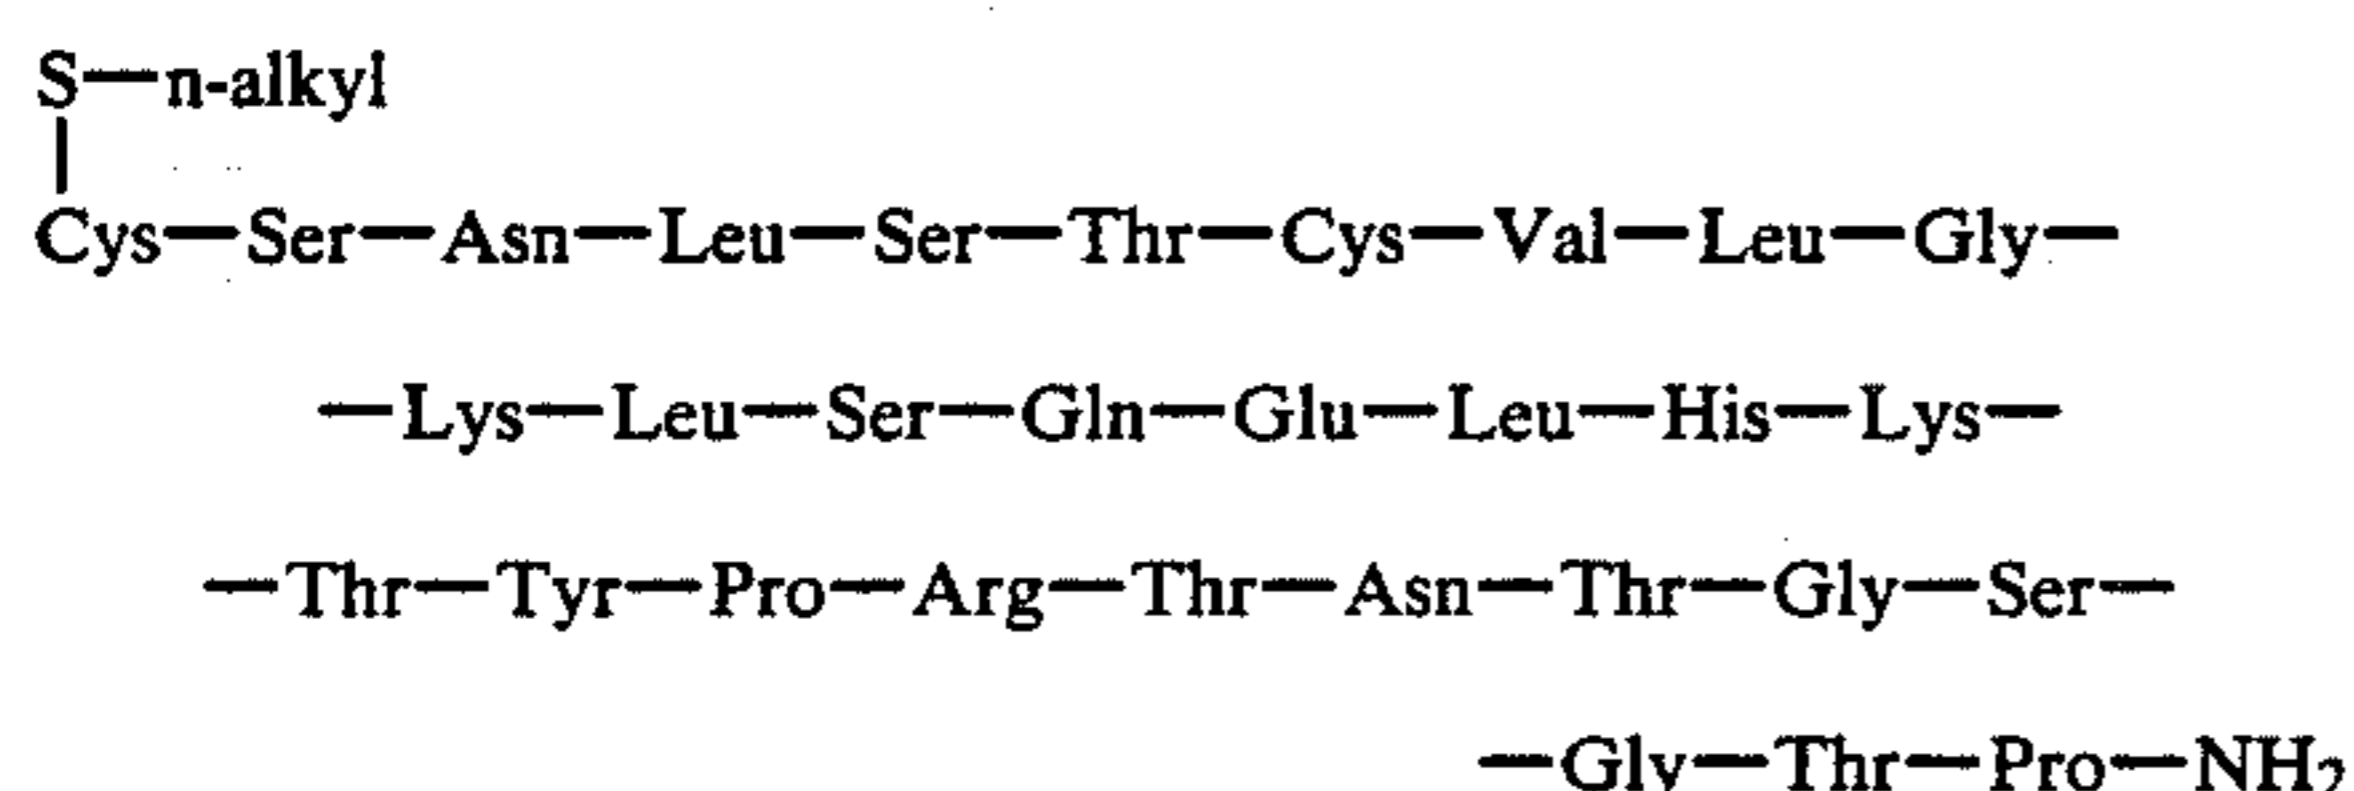 S—n-alkyl
Cys—Ser—Asn—Leu—Ser—Thr—Cys—Val—Leu—Gly—
—Lys—Leu—Ser—Gln—Glu—Leu—His—Lys—
—Thr—Tyr—Pro—Arg—Thr—Asn—Thr—Gly—Ser—
—Gly—Thr—Pro—NH₂